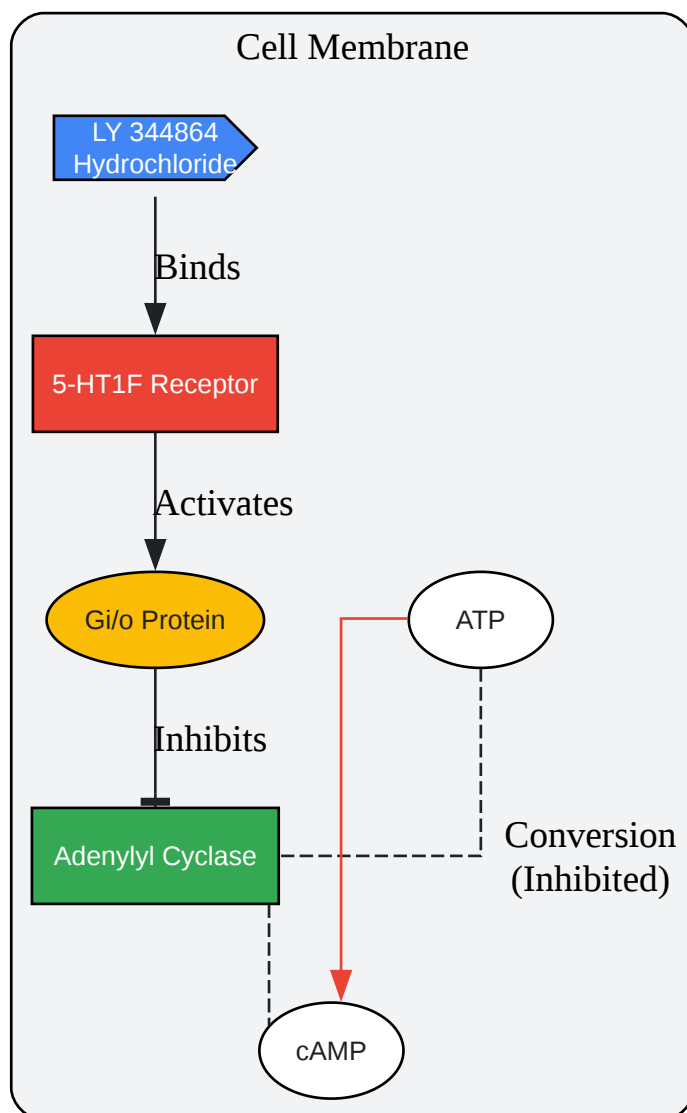 Cell Membrane
LY 344864
Hydrochloride
Binds
5-HT1F Receptor
Activates
Gi/o Protein
ATP
Inhibits
Adenylyl Cyclase
Conversion
(Inhibited)
cAMP